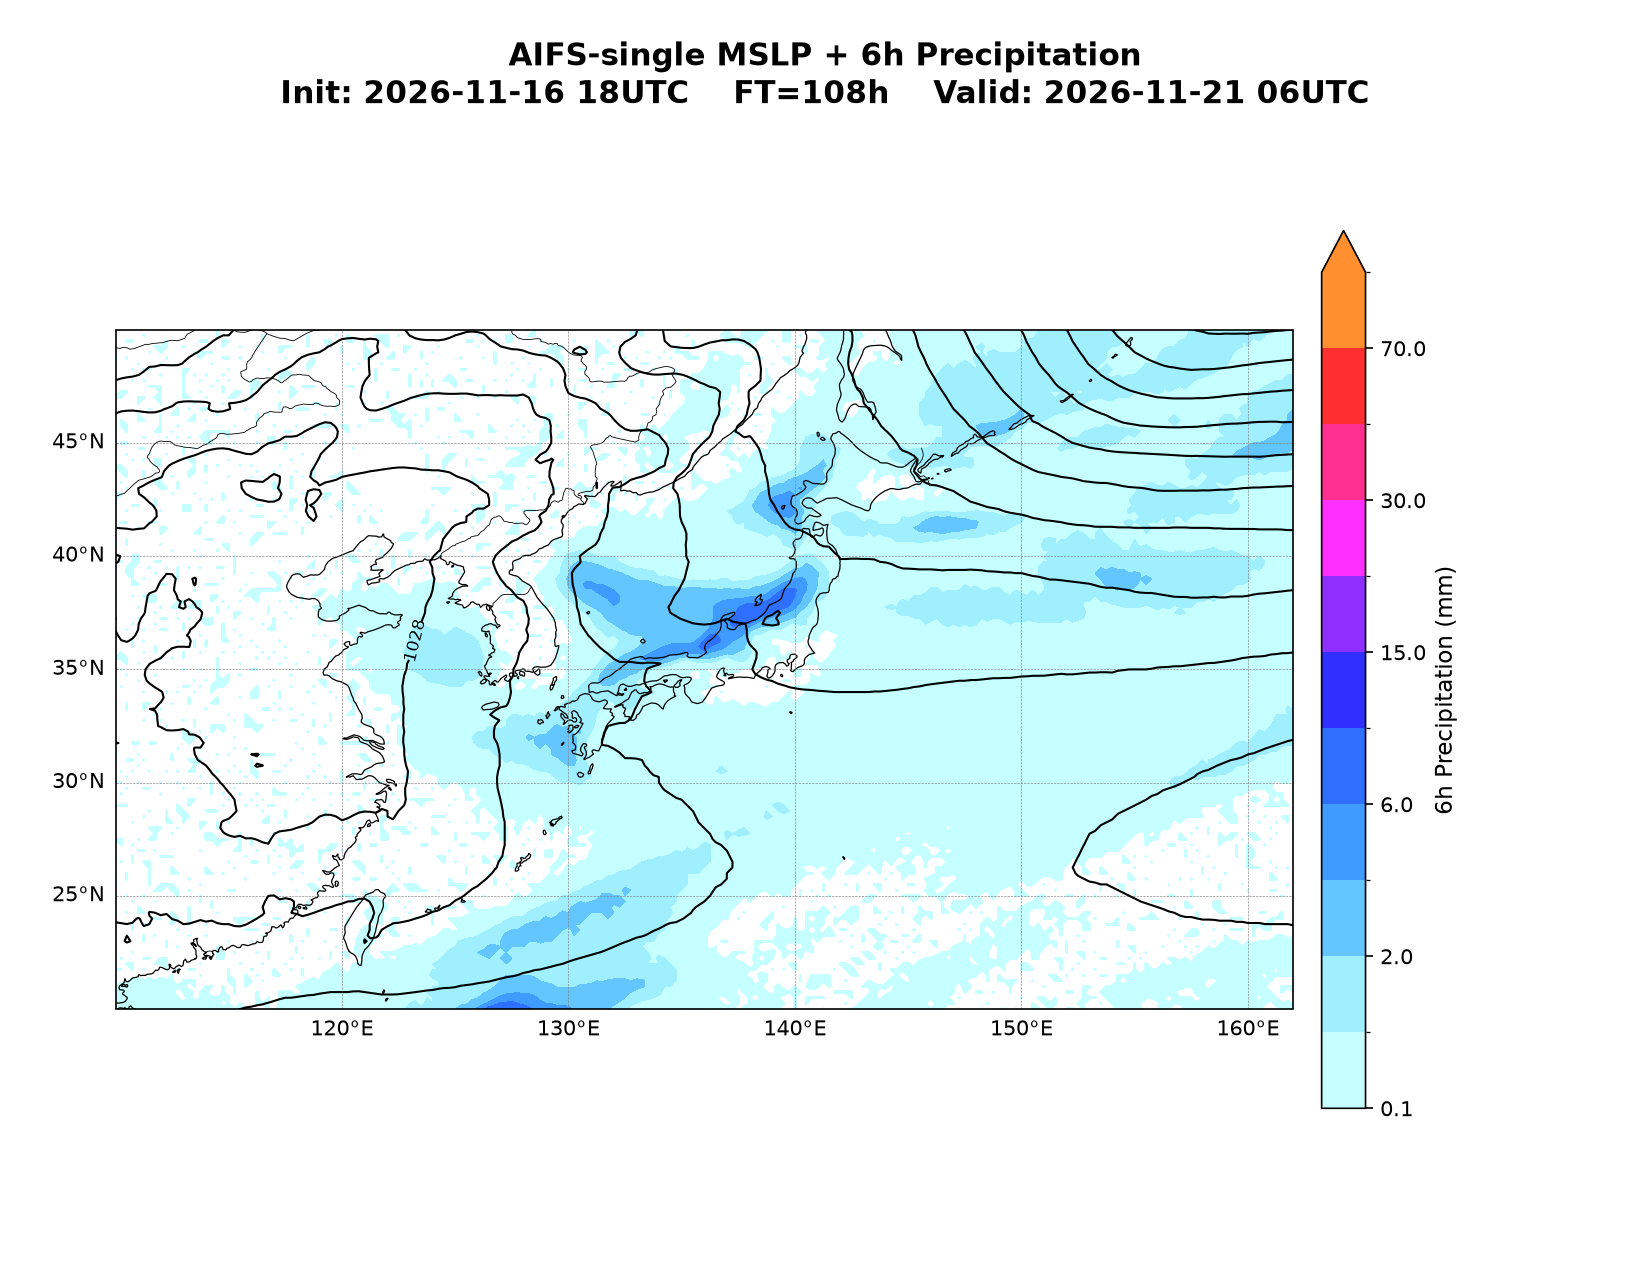 AIFS-single MSLP + 6h Precipitation
Init: 2026-11-16 18UTC    FT=108h    Valid: 2026-11-21 06UTC
70.0
30.0
15.0
6.0
2.0
0.1
6h Precipitation (mm)
45°N
40°N
35°N
30°N
25°N
1028
120°E
130°E
140°E
150°E
160°E